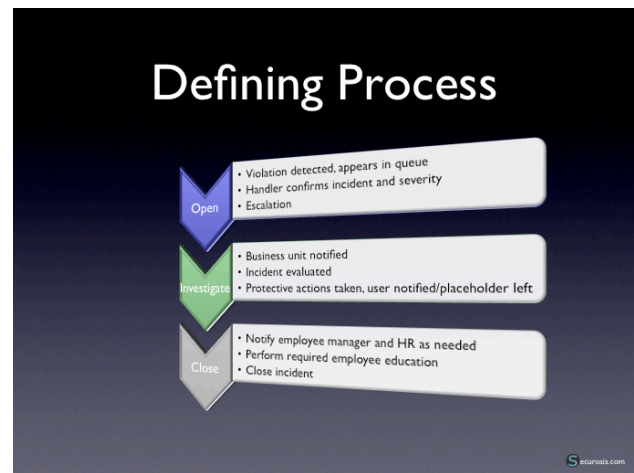 Defining Process
Open
• Violation detected, appears in queue
• Handler confirms incident and severity
• Escalation
Investigate
• Business unit notified
• Incident evaluated
• Protective actions taken, user notified/placeholder left
Close
• Notify employee manager and HR as needed
• Perform required employee education
• Close incident
Securosis.com